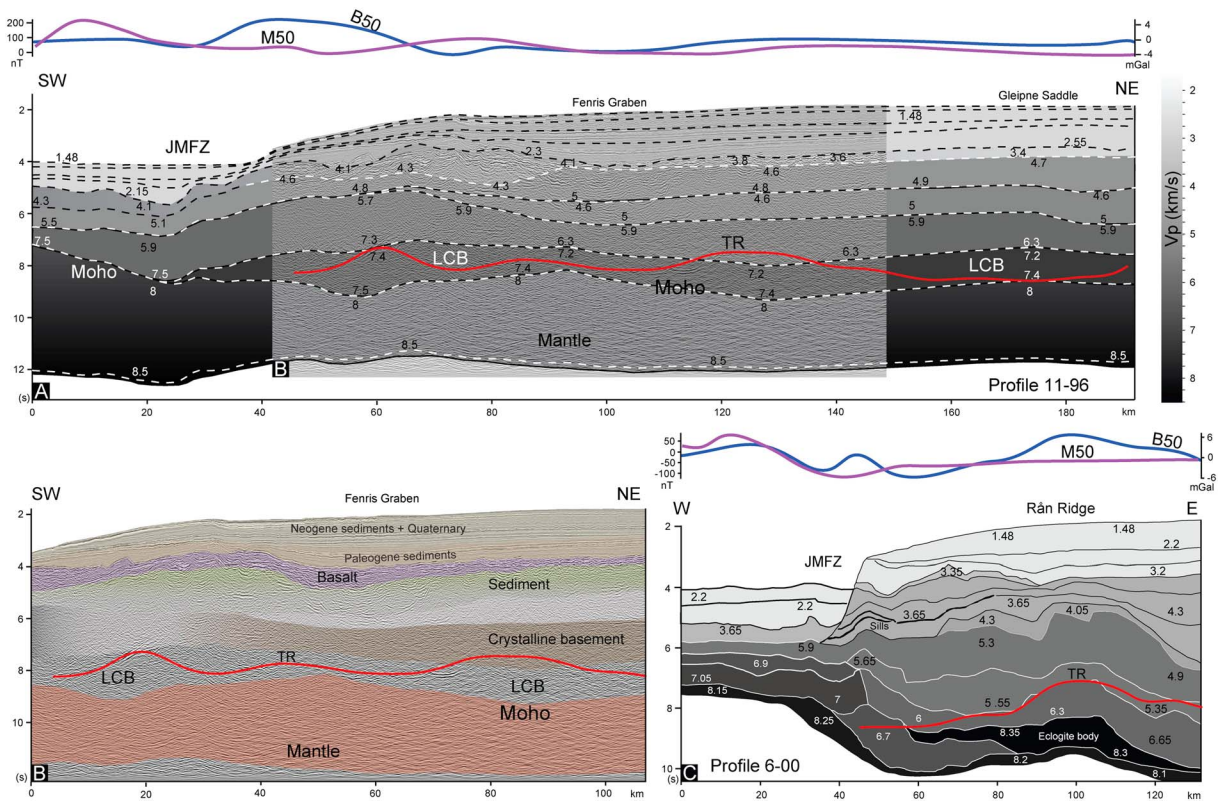 200
100
0
nT
M50
B50
4
0
-4
mGal
SW
JMFZ
Fenris Graben
Gleipne Saddle
NE
2
4
6
8
10
12
(s)
1.48
2.15
4.3
4.1
5.1
5.5
5.9
7.5
Moho
7.5
8
8.5
4.6
4.1
4.3
2.3
4.1
4.3
3.8
3.6
4.6
4.8
5.7
5.9
5
4.6
5
5.9
4.8
4.6
7.3
7.4
LCB
6.3
7.2
7.4
8
TR
7.2
6.3
7.5
8
Moho
7.4
8
Mantle
8.5
8.5
1.48
2.55
3.4
4.7
4.9
4.6
5
5
5.9
6.3
7.2
LCB
7.4
8
8.5
A
B
Profile 11-96
0 20 40 60 80 100 120 140 160 180 km
2
3
4
5
6
7
8
Vp (km/s)
SW
Fenris Graben
NE
2
4
6
8
10
(s)
Neogene sediments + Quaternary
Paleogene sediments
Basalt
Sediment
Crystalline basement
TR
LCB
LCB
Moho
Mantle
B
0 20 40 60 80 100 km
50
0
-50
-100
nT
M50
B50
6
0
-6
mGal
W
Rån Ridge
E
JMFZ
2
4
6
8
10
(s)
1.48
1.48
2.2
3.2
3.35
2.2
2.2
3.65
3.65
3.65
4.05
4.3
4.3
Sills
5.9
5.3
5.65
6.9
7.05
8.15
7
8.25
TR
4.9
5.35
5 .55
6
6.3
6.7
8.35
Eclogite body
6.65
8.2
8.3
8.1
C
Profile 6-00
0 20 40 60 80 100 120 km